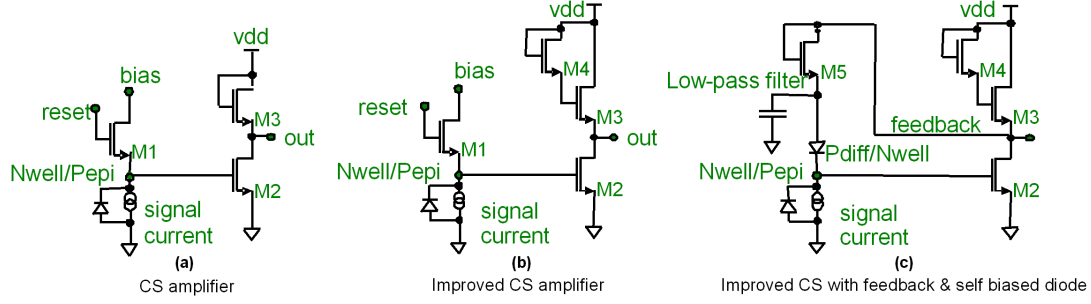 vdd
bias
reset
M3
out
M1
Nwell/Pepi
M2
signal
current
(a)
CS amplifier
vdd
M4
bias
reset
M3
out
M1
Nwell/Pepi
M2
signal
current
(b)
Improved CS amplifier
vdd
M5
M4
Low-pass filter
M3
feedback
Pdiff/Nwell
Nwell/Pepi
M2
signal
current
(c)
Improved CS with feedback & self biased diode